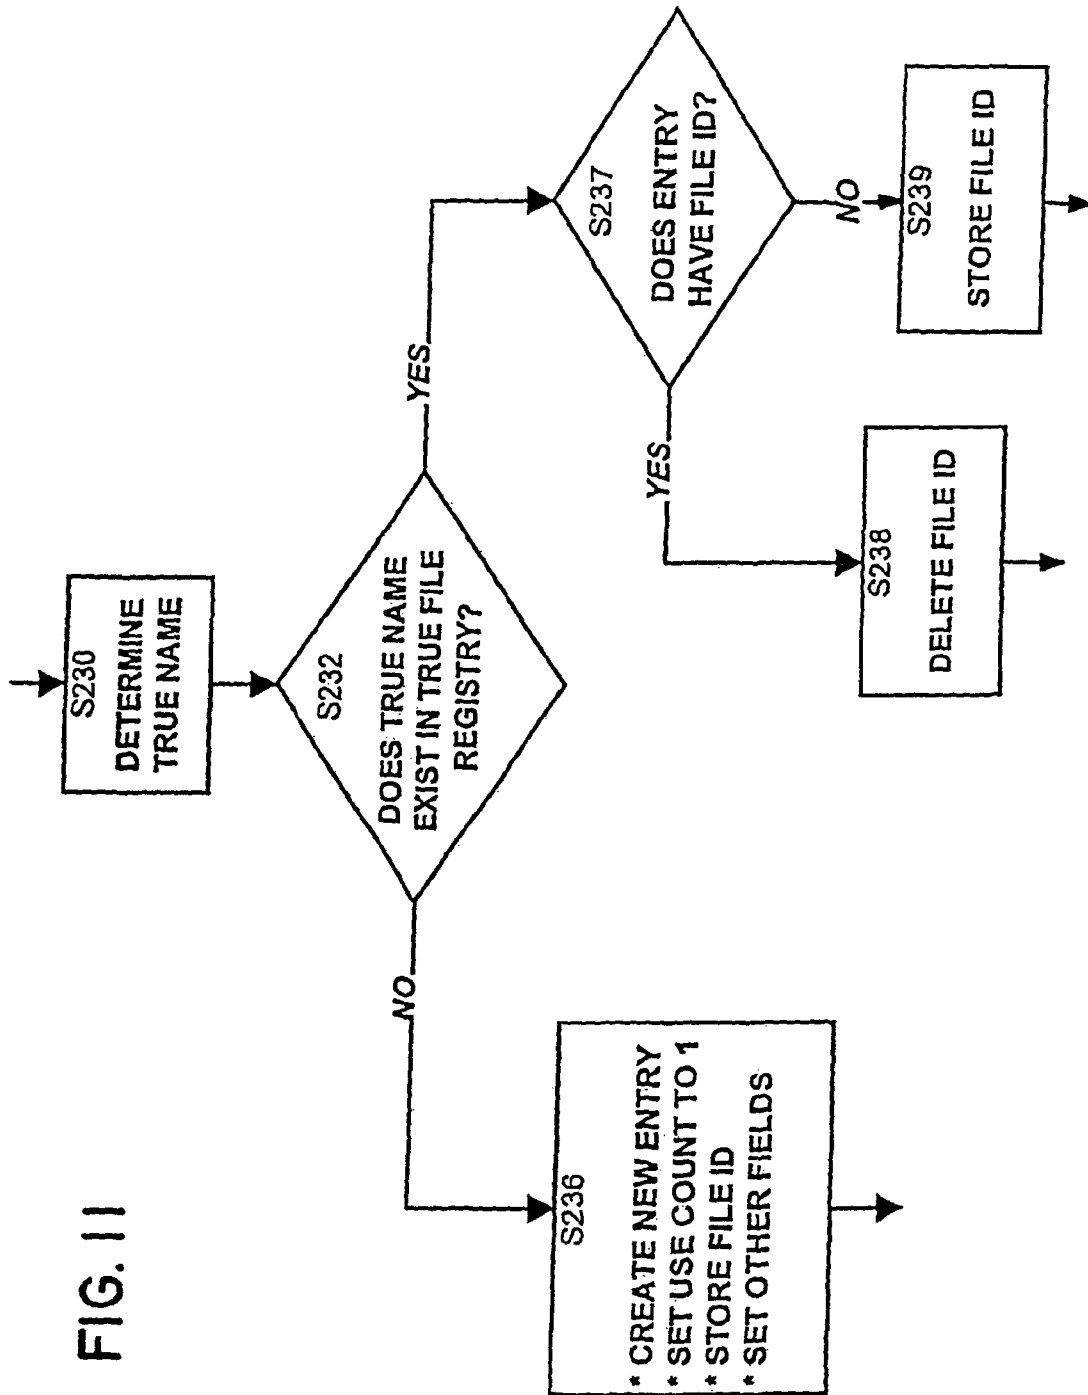 FIG. 11
S230
DETERMINE
TRUE NAME
S232
DOES TRUE NAME
EXIST IN TRUE FILE
REGISTRY?
NO
YES
S236
* CREATE NEW ENTRY
* SET USE COUNT TO 1
* STORE FILE ID
* SET OTHER FIELDS
S237
DOES ENTRY
HAVE FILE ID?
YES
NO
S238
DELETE FILE ID
S239
STORE FILE ID